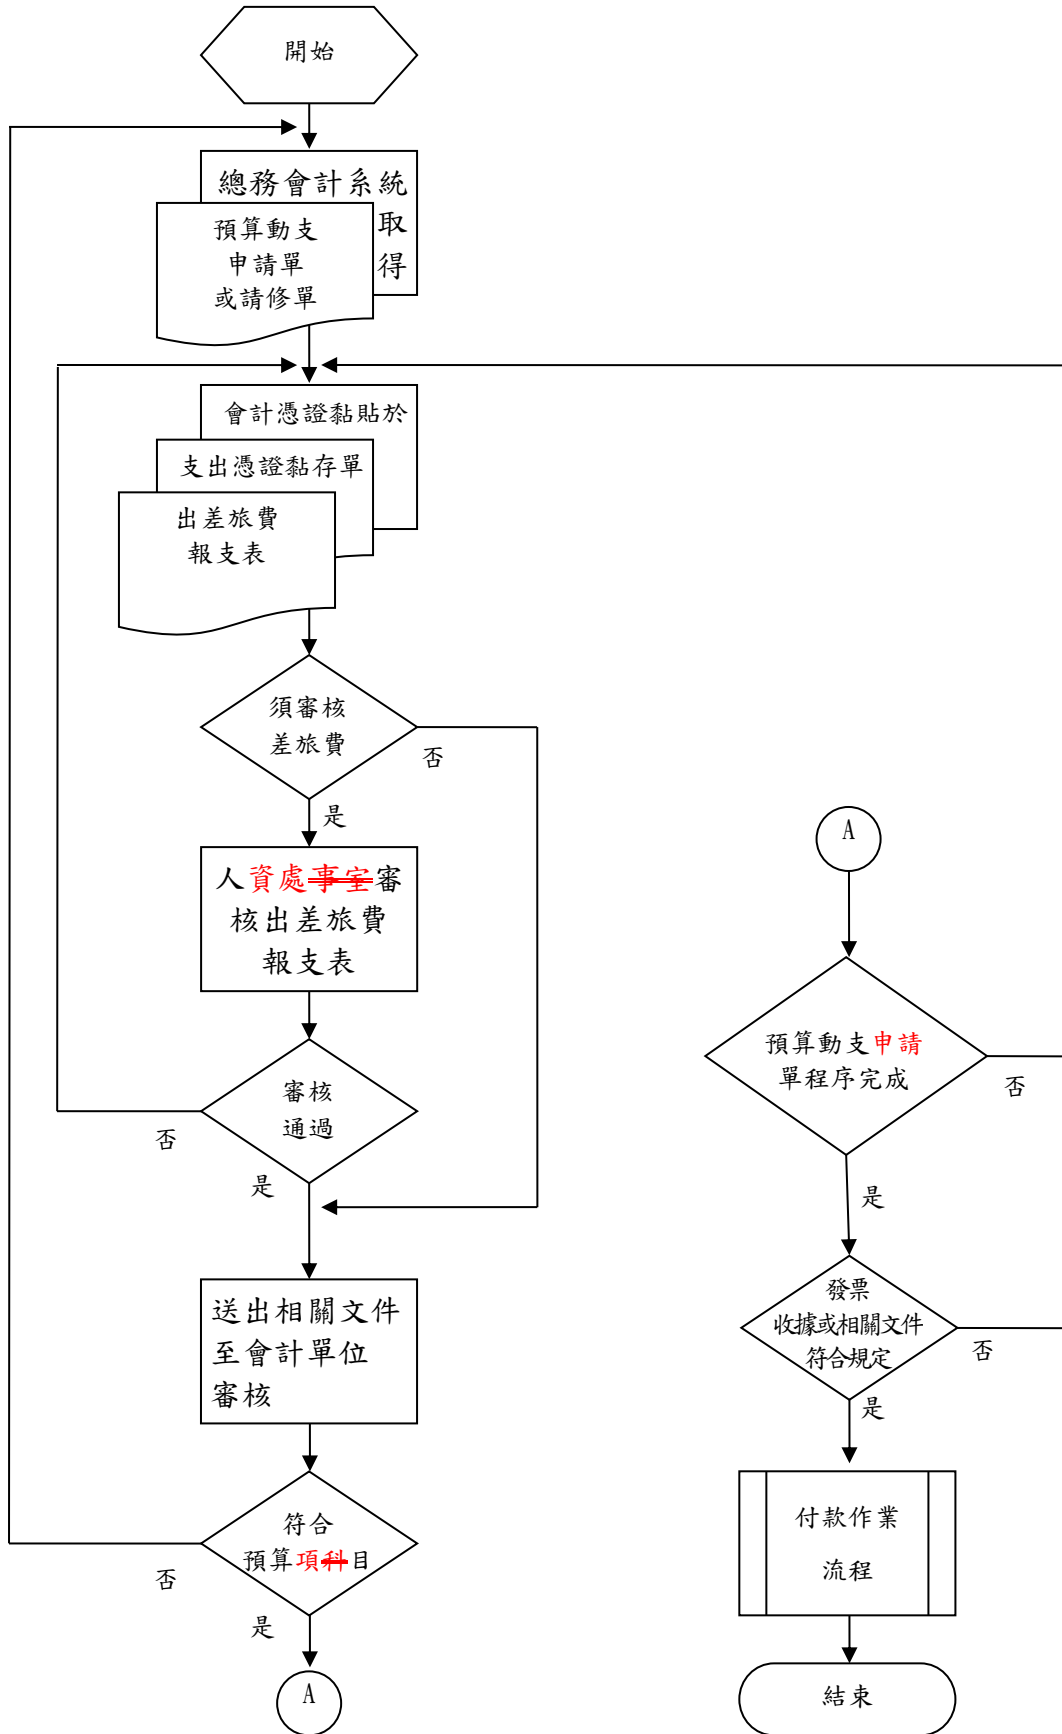 開始
總務會計系統
取
得
預算動支
申請單
或請修單
會計憑證黏貼於
支出憑證黏存單
出差旅費
報支表
須審核
差旅費
否
是
人資處事室審
核出差旅費
報支表
審核
通過
否
是
送出相關文件
至會計單位
審核
符合
預算項科目
否
是
A
A
預算動支申請
單程序完成
否
是
發票
收據或相關文件
符合規定
否
是
付款作業
流程
結束